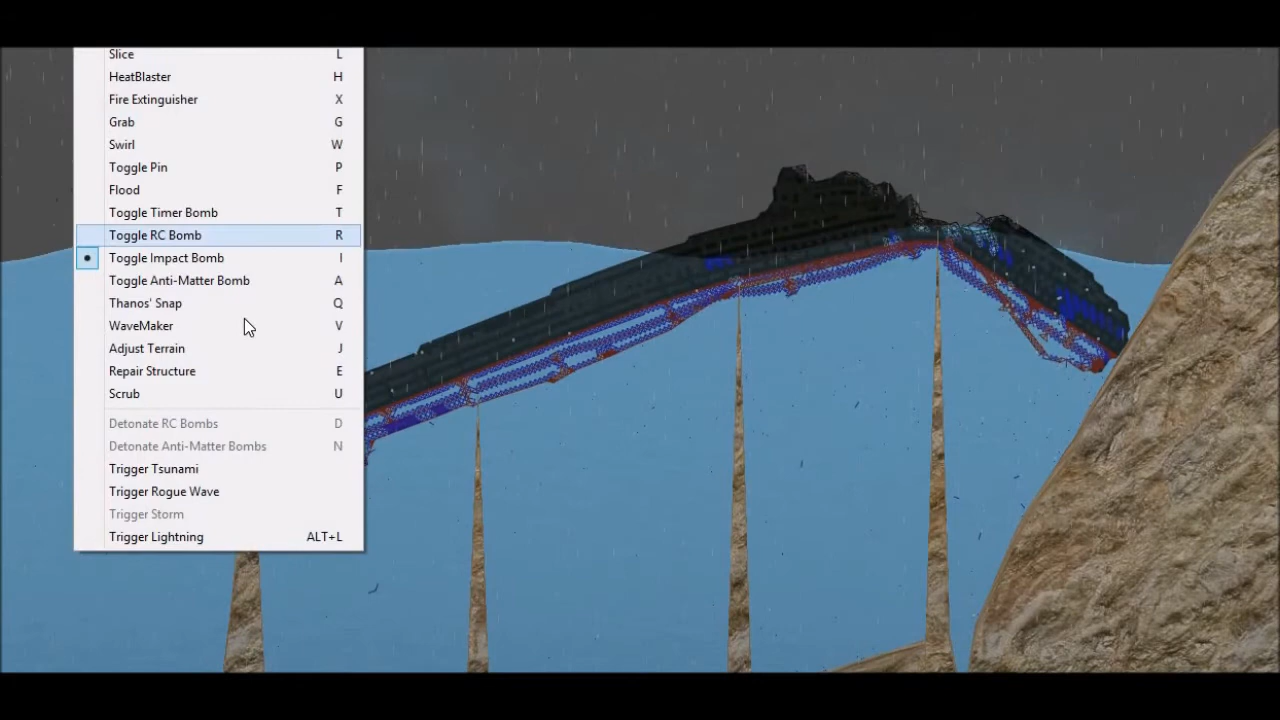 Slice L
HeatBlaster H
Fire Extinguisher X
Grab G
Swirl W
Toggle Pin P
Flood F
Toggle Timer Bomb T
Toggle RC Bomb R
Toggle Impact Bomb I
Toggle Anti-Matter Bomb A
Thanos' Snap Q
WaveMaker V
Adjust Terrain J
Repair Structure E
Scrub U
Detonate RC Bombs D
Detonate Anti-Matter Bombs N
Trigger Tsunami
Trigger Rogue Wave
Trigger Storm
Trigger Lightning ALT+L